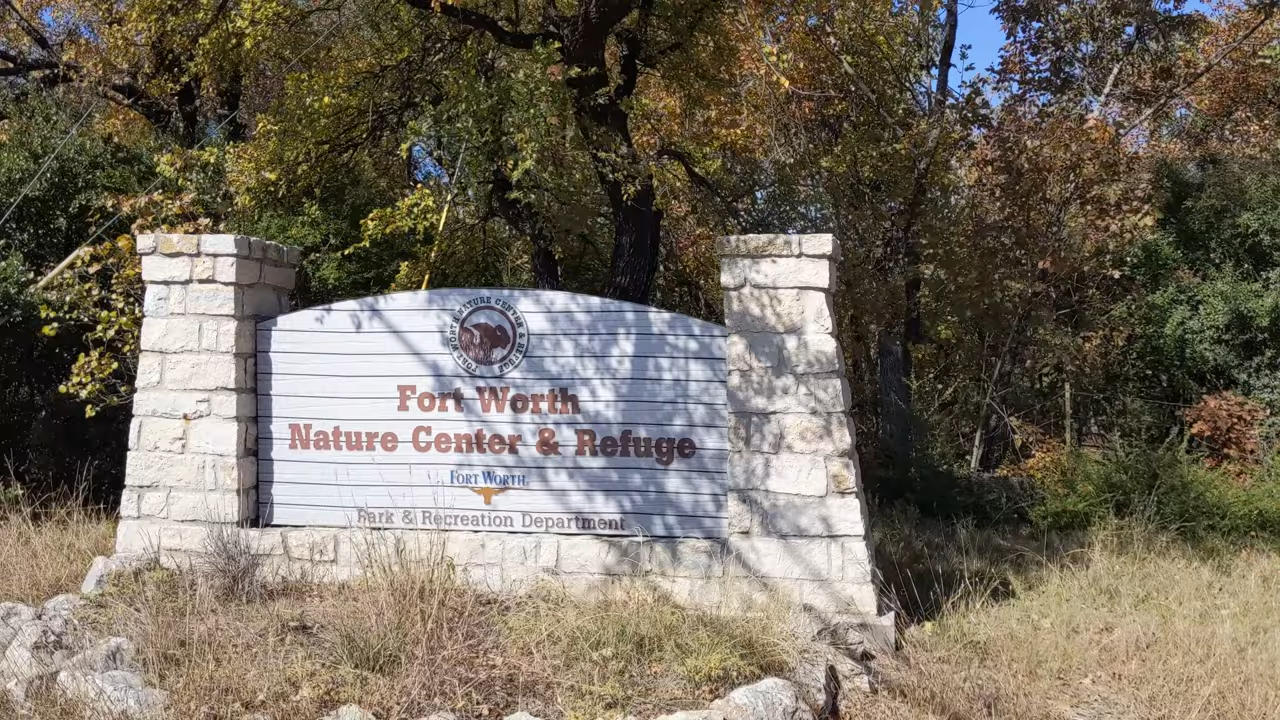 FORT WORTH NATURE CENTER & REFUGE
Fort Worth
Nature Center & Refuge
FORT WORTH
Park & Recreation Department